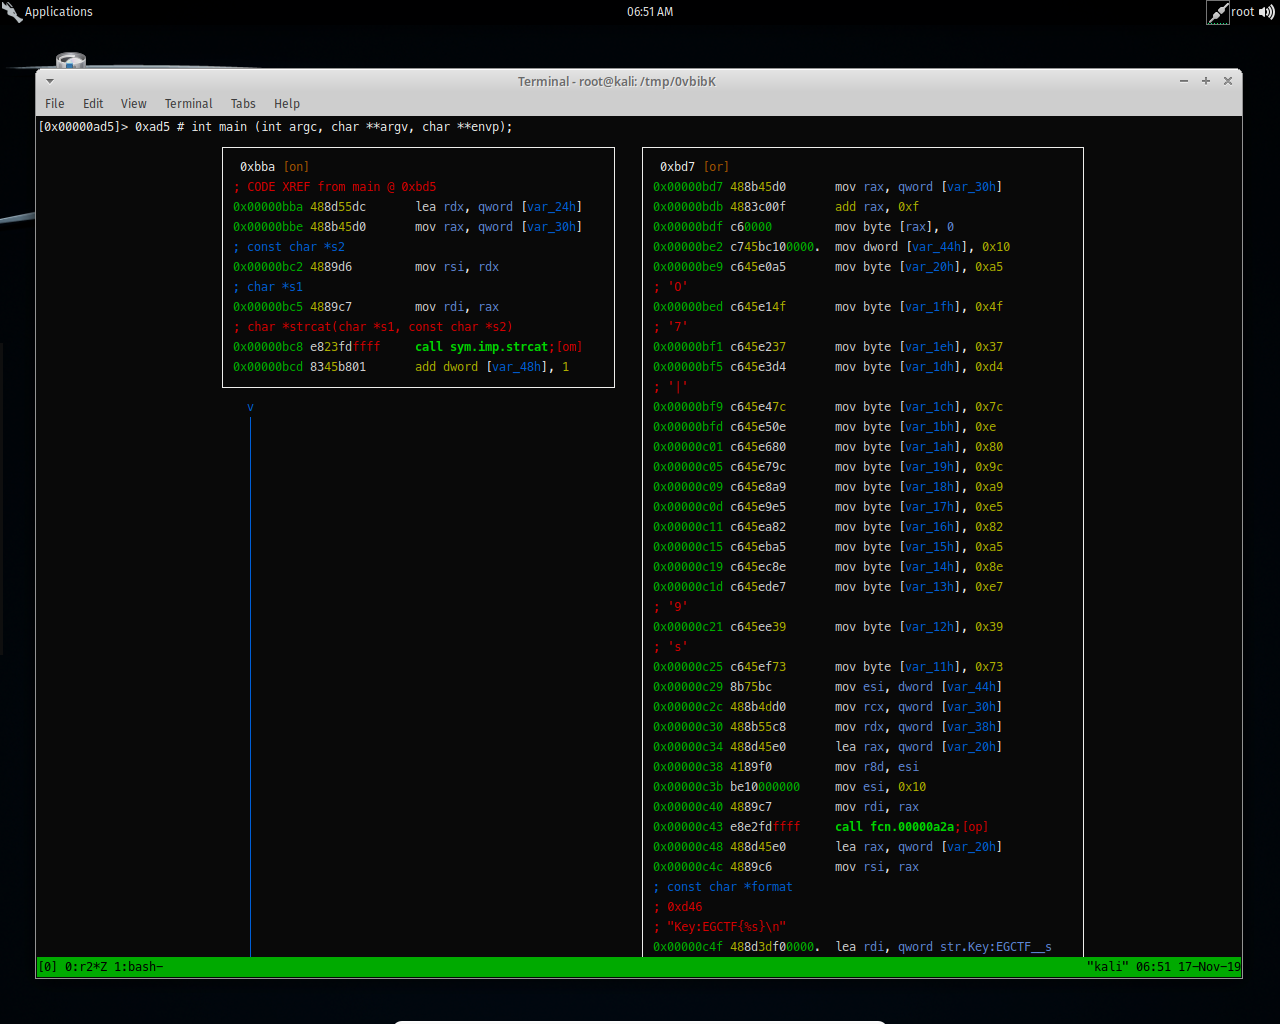 Applications
06:51 AM
root
Terminal - root@kali: /tmp/0vbibK
File Edit View Terminal Tabs Help
[0x00000ad5]> 0xad5 # int main (int argc, char **argv, char **envp);
0xbba [on]
; CODE XREF from main @ 0xbd5
0x00000bba 488d55dc lea rdx, qword [var_24h]
0x00000bbe 488b45d0 mov rax, qword [var_30h]
; const char *s2
0x00000bc2 4889d6 mov rsi, rdx
; char *s1
0x00000bc5 4889c7 mov rdi, rax
; char *strcat(char *s1, const char *s2)
0x00000bc8 e823fdffff call sym.imp.strcat;[om]
0x00000bcd 8345b801 add dword [var_48h], 1
v
0xbd7 [or]
0x00000bd7 488b45d0 mov rax, qword [var_30h]
0x00000bdb 4883c00f add rax, 0xf
0x00000bdf c60000 mov byte [rax], 0
0x00000be2 c745bc100000. mov dword [var_44h], 0x10
0x00000be9 c645e0a5 mov byte [var_20h], 0xa5
; 'O'
0x00000bed c645e14f mov byte [var_1fh], 0x4f
; '7'
0x00000bf1 c645e237 mov byte [var_1eh], 0x37
0x00000bf5 c645e3d4 mov byte [var_1dh], 0xd4
; '|'
0x00000bf9 c645e47c mov byte [var_1ch], 0x7c
0x00000bfd c645e50e mov byte [var_1bh], 0xe
0x00000c01 c645e680 mov byte [var_1ah], 0x80
0x00000c05 c645e79c mov byte [var_19h], 0x9c
0x00000c09 c645e8a9 mov byte [var_18h], 0xa9
0x00000c0d c645e9e5 mov byte [var_17h], 0xe5
0x00000c11 c645ea82 mov byte [var_16h], 0x82
0x00000c15 c645eba5 mov byte [var_15h], 0xa5
0x00000c19 c645ec8e mov byte [var_14h], 0x8e
0x00000c1d c645ede7 mov byte [var_13h], 0xe7
; '9'
0x00000c21 c645ee39 mov byte [var_12h], 0x39
; 's'
0x00000c25 c645ef73 mov byte [var_11h], 0x73
0x00000c29 8b75bc mov esi, dword [var_44h]
0x00000c2c 488b4dd0 mov rcx, qword [var_30h]
0x00000c30 488b55c8 mov rdx, qword [var_38h]
0x00000c34 488d45e0 lea rax, qword [var_20h]
0x00000c38 4189f0 mov r8d, esi
0x00000c3b be10000000 mov esi, 0x10
0x00000c40 4889c7 mov rdi, rax
0x00000c43 e8e2fdffff call fcn.00000a2a;[op]
0x00000c48 488d45e0 lea rax, qword [var_20h]
0x00000c4c 4889c6 mov rsi, rax
; const char *format
; 0xd46
; "Key:EGCTF{%s}\n"
0x00000c4f 488d3df00000. lea rdi, qword str.Key:EGCTF__s
[0] 0:r2*Z 1:bash- "kali" 06:51 17-Nov-19